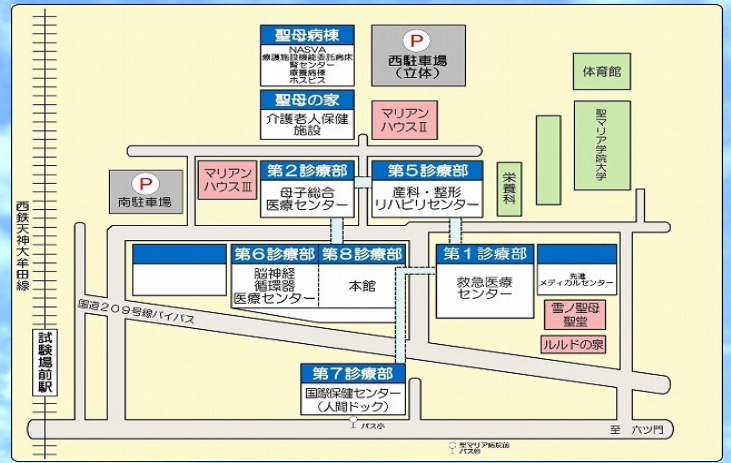 聖母病棟
NASVA
療護施設機能委託病床
腎センター
療養病棟
ホスピス
P
西駐車場
(立体)
体育館
聖母の家
介護老人保健
施設
マリアン
ハウスⅡ
聖マリア学院大学
P
南駐車場
マリアン
ハウスⅢ
第2診療部
母子総合
医療センター
第5診療部
産科・整形
リハビリセンター
栄養科
西鉄天神大牟田線
第6診療部
脳神経
循環器
医療センター
第8診療部
本館
第1診療部
救急医療
センター
先進
メディカルセンター
国道209号線バイパス
雪ノ聖母
聖堂
ルルドの泉
試験場前駅
第7診療部
国際保健センター
(人間ドック)
バス停
至 六ツ門
聖マリア病院前
バス停